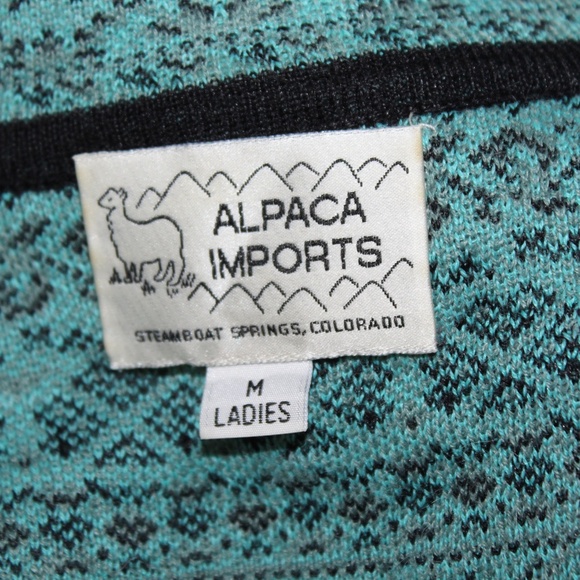 ALPACA
IMPORTS
STEAMBOAT SPRINGS, COLORADO
M
LADIES